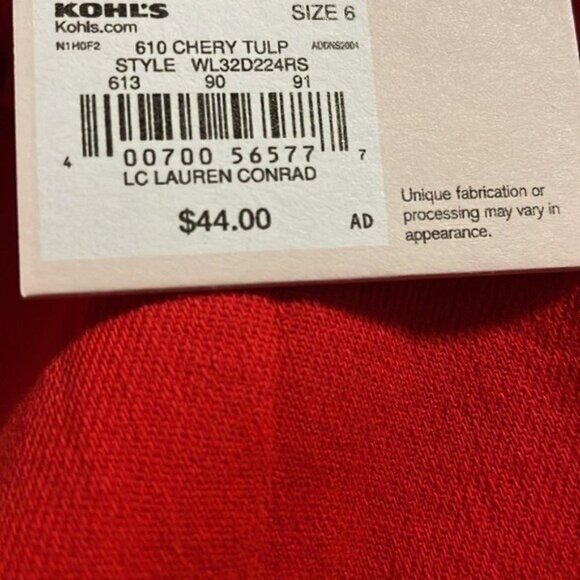 KOHL'S SIZE 6
Kohls.com
N1H0F2 610 CHERY TULP ADDNS2004
STYLE WL32D224RS
613 90 91
4 00700 56577 7
LC LAUREN CONRAD
$44.00 AD
Unique fabrication or
processing may vary in
appearance.